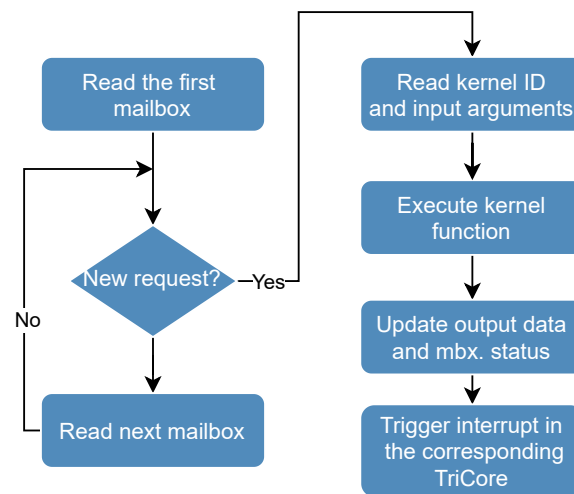 Read the first
mailbox
New request?
Yes
No
Read next mailbox
Read kernel ID
and input arguments
Execute kernel
function
Update output data
and mbx. status
Trigger interrupt in
the corresponding
TriCore